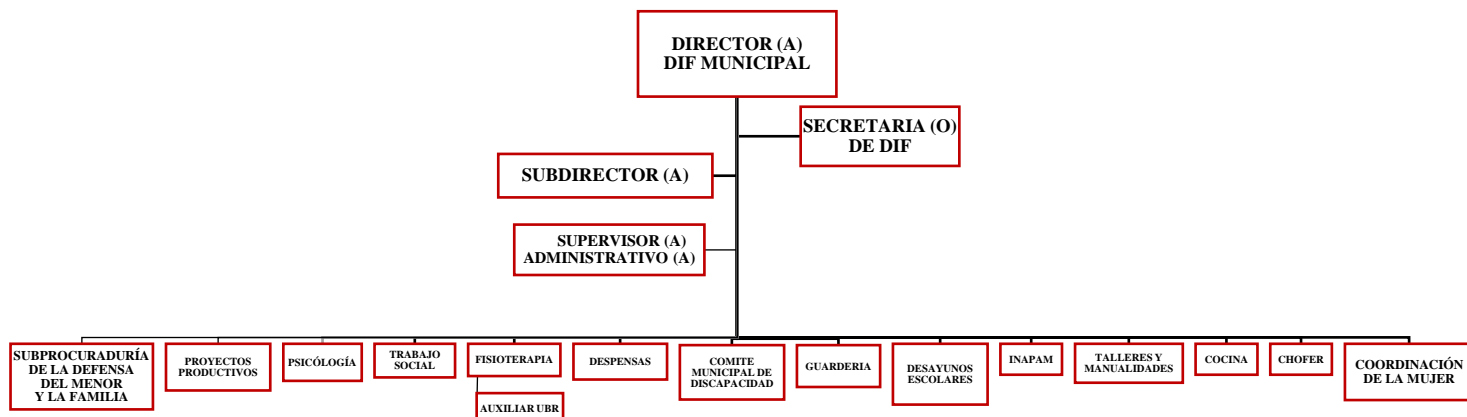 DIRECTOR (A)
DIF MUNICIPAL
SECRETARIA (O)
DE DIF
SUBDIRECTOR (A)
SUPERVISOR (A)
ADMINISTRATIVO (A)
SUBPROCURADURÍA
DE LA DEFENSA
DEL MENOR
Y LA FAMILIA
PROYECTOS
PRODUCTIVOS
PSICÓLOGÍA
TRABAJO
SOCIAL
FISIOTERAPIA
AUXILIAR UBR
DESPENSAS
COMITE
MUNICIPAL DE
DISCAPACIDAD
GUARDERIA
DESAYUNOS
ESCOLARES
INAPAM
TALLERES Y
MANUALIDADES
COCINA
CHOFER
COORDINACIÓN
DE LA MUJER